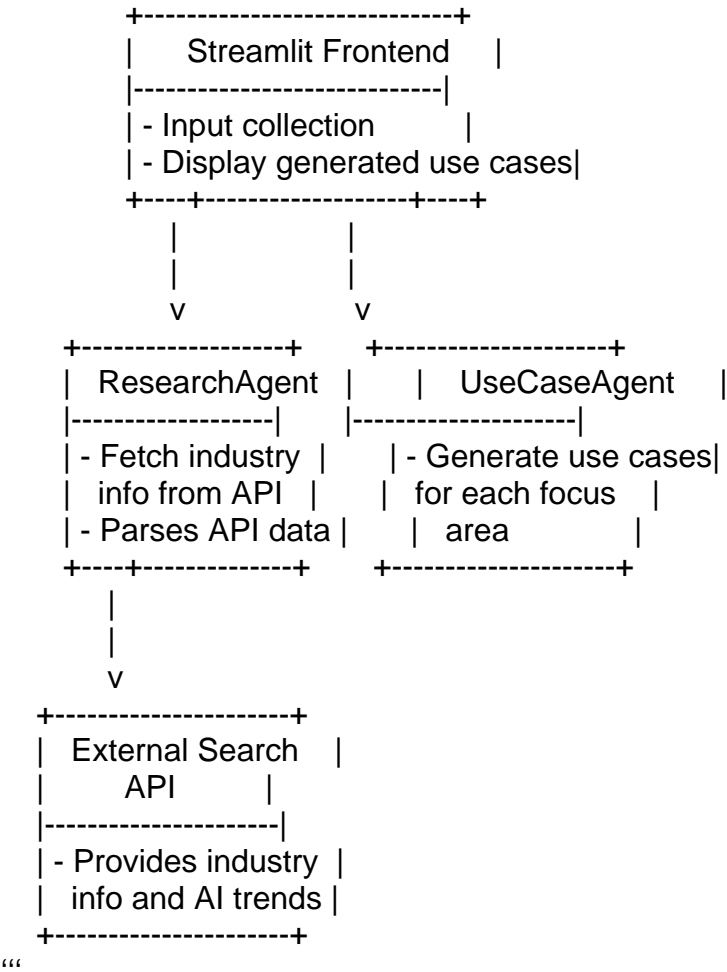 +-----------------------------+
| Streamlit Frontend |
|-----------------------------|
| - Input collection |
| - Display generated use cases|
+----+-------------------+----+
| |
| |
v v
+-------------------+ +---------------------+
| ResearchAgent | | UseCaseAgent |
|-------------------| |---------------------|
| - Fetch industry | | - Generate use cases|
| info from API | | for each focus |
| - Parses API data | | area |
+----+--------------+ +---------------------+
|
|
v
+-----------------------+
| External Search |
| API |
|-----------------------|
| - Provides industry |
| info and AI trends |
+-----------------------+
‘‘‘